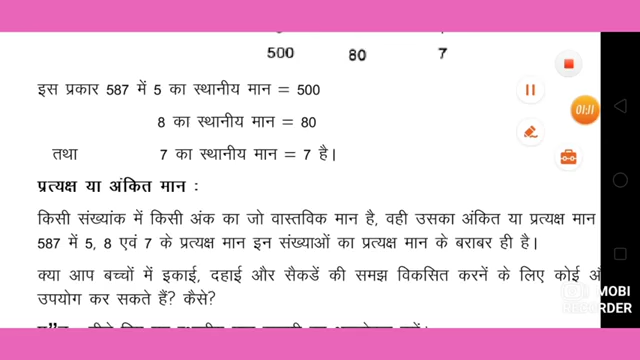 500 80 7
इस प्रकार 587 में 5 का स्थानीय मान = 500
8 का स्थानीय मान = 80
तथा 7 का स्थानीय मान = 7 है।
प्रत्यक्ष या अंकित मान :
किसी संख्यांक में किसी अंक का जो वास्तविक मान है, वही उसका अंकित या प्रत्यक्ष मान
587 में 5, 8 एवं 7 के प्रत्यक्ष मान इन संख्याओं का प्रत्यक्ष मान के बराबर ही है।
क्या आप बच्चों में इकाई, दहाई और सैकडें की समझ विकसित करनें के लिए कोई
उपयोग कर सकते हैं? कैसे?
01:11
MOBI
RECORDER